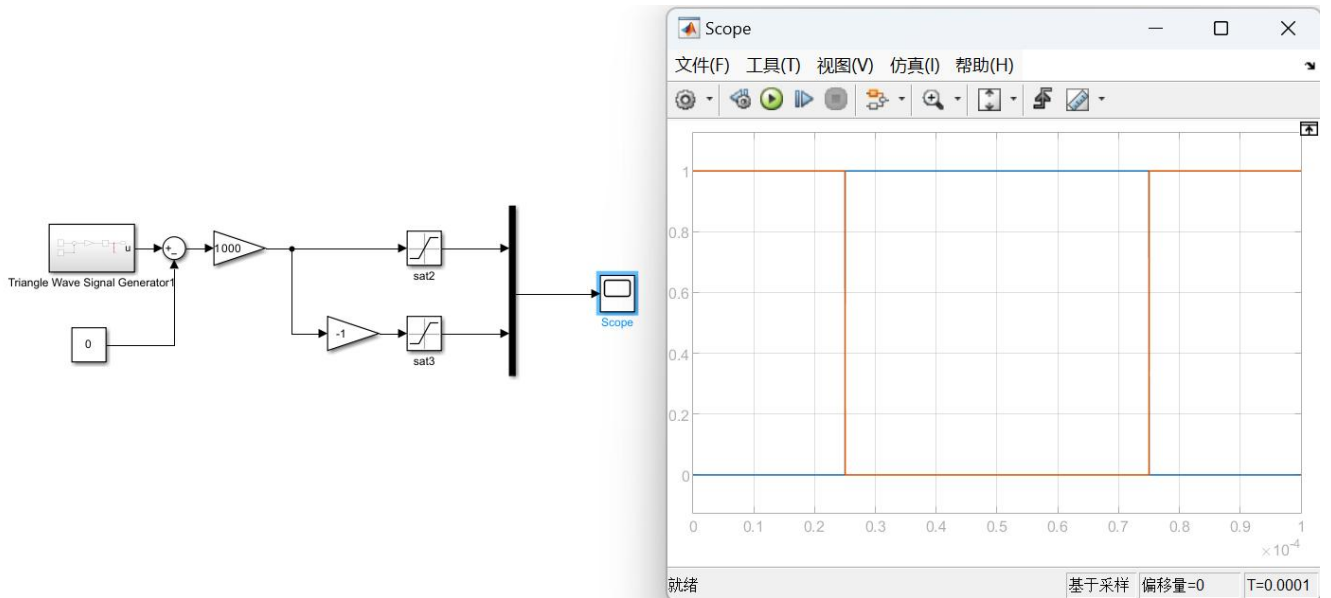 Scope
文件(F) 工具(T) 视图(V) 仿真(I) 帮助(H)
1
0.8
0.6
0.4
0.2
0
0 0.1 0.2 0.3 0.4 0.5 0.6 0.7 0.8 0.9 1
×10⁻⁴
就绪 基于采样 偏移量=0 T=0.0001
u
Triangle Wave Signal Generator1
+
-
1000
0
-1
sat2
sat3
Scope